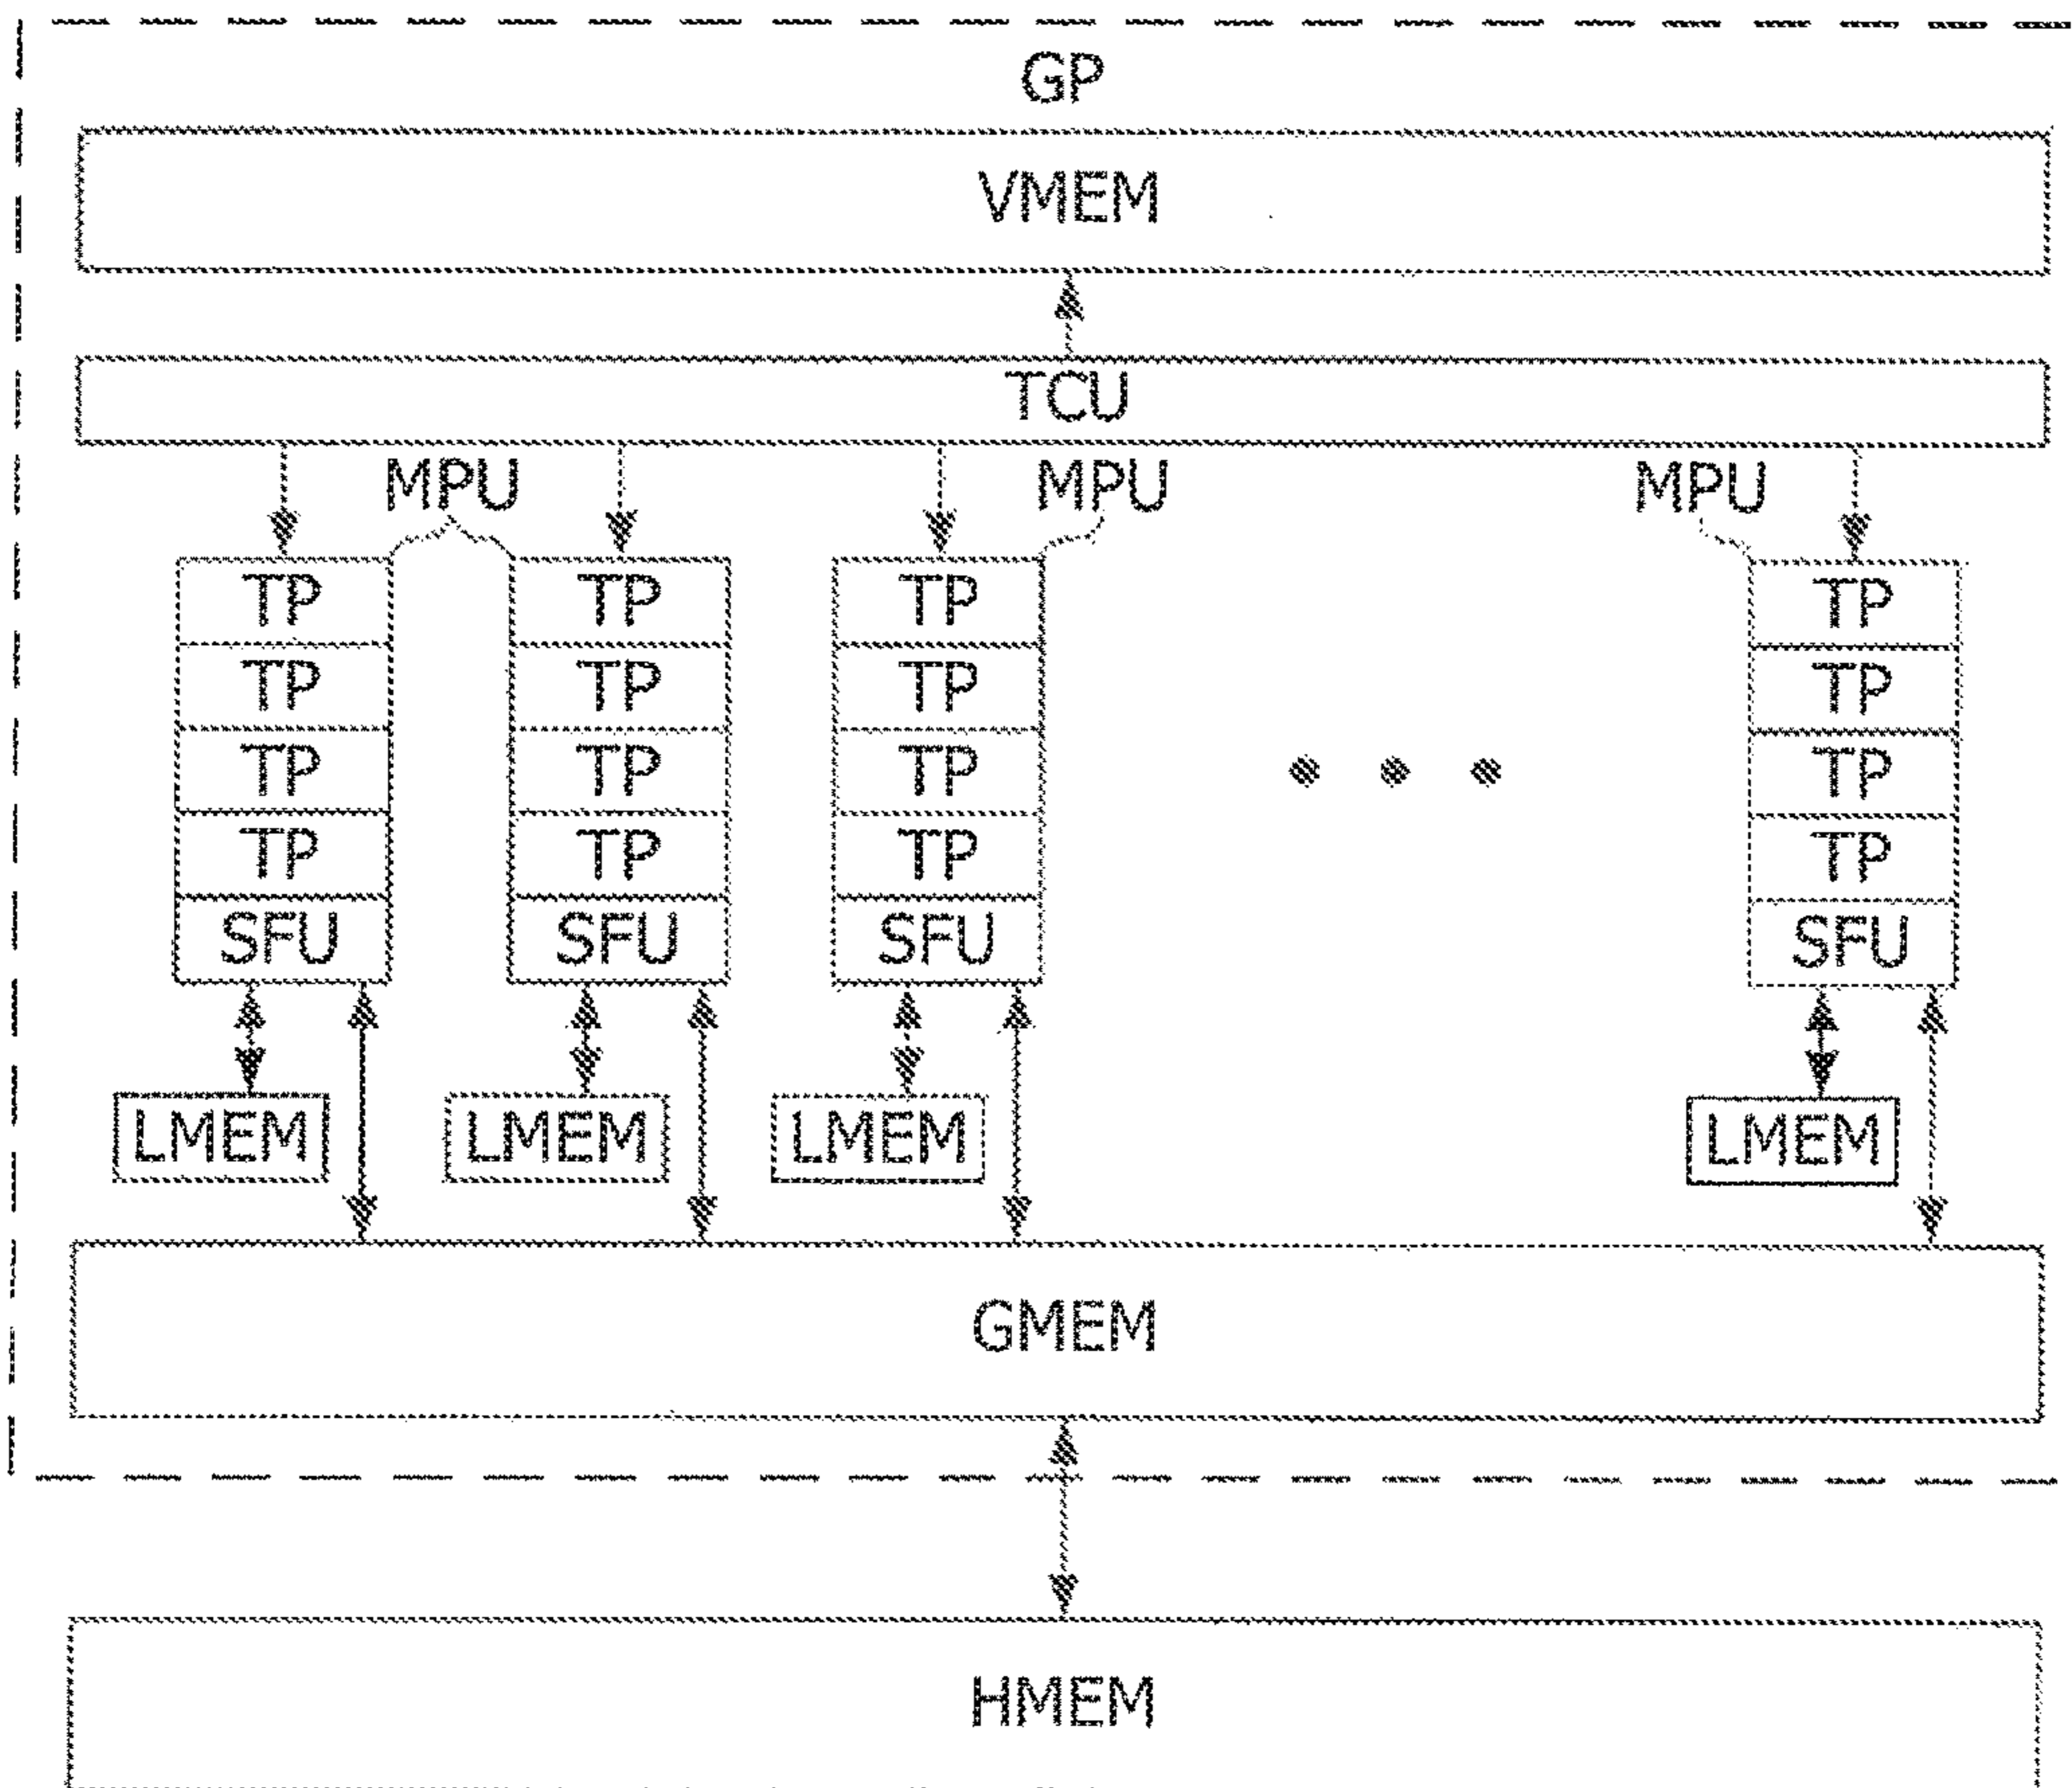 GP
VMEM
TCU
MPU MPU MPU
TP TP TP TP
TP TP TP TP
TP TP TP TP
TP TP TP TP
SFU SFU SFU SFU
LMEM LMEM LMEM LMEM
GMEM
HMEM